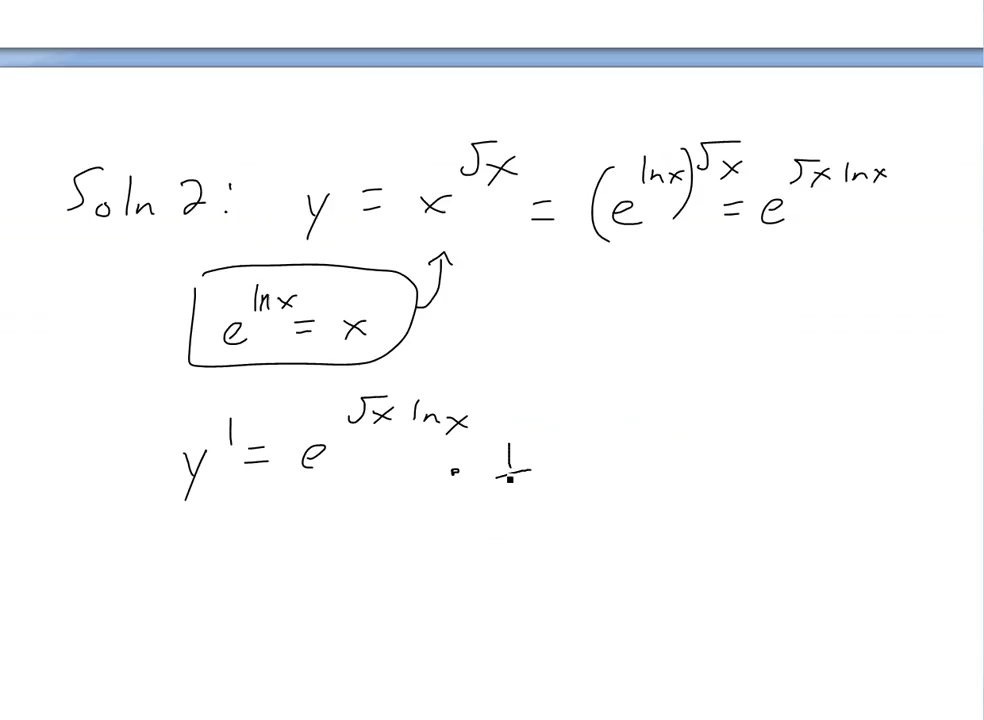 Soln 2: y = x^√x = (e^ln x)^√x = e^√x ln x
e^ln x = x
y' = e^√x ln x · 1